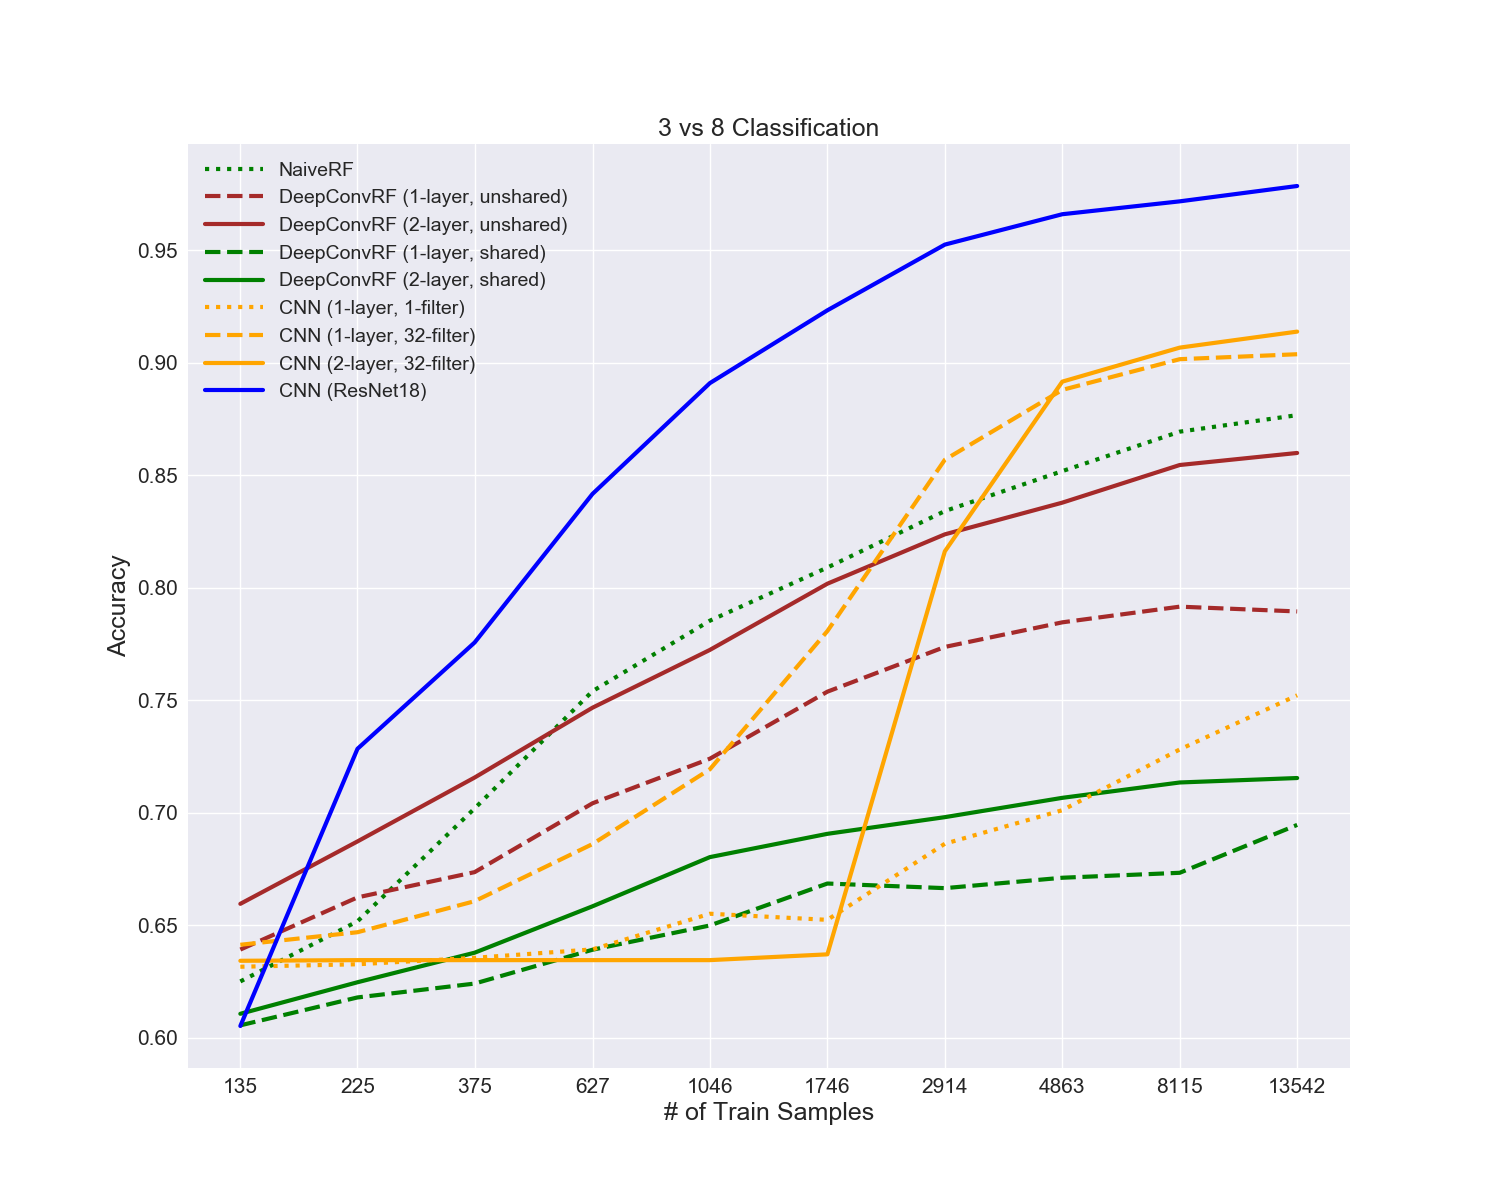 3 vs 8 Classification
NaiveRF
DeepConvRF (1-layer, unshared)
DeepConvRF (2-layer, unshared)
DeepConvRF (1-layer, shared)
DeepConvRF (2-layer, shared)
CNN (1-layer, 1-filter)
CNN (1-layer, 32-filter)
CNN (2-layer, 32-filter)
CNN (ResNet18)
0.95
0.90
0.85
0.80
0.75
0.70
0.65
0.60
Accuracy
135 225 375 627 1046 1746 2914 4863 8115 13542
# of Train Samples